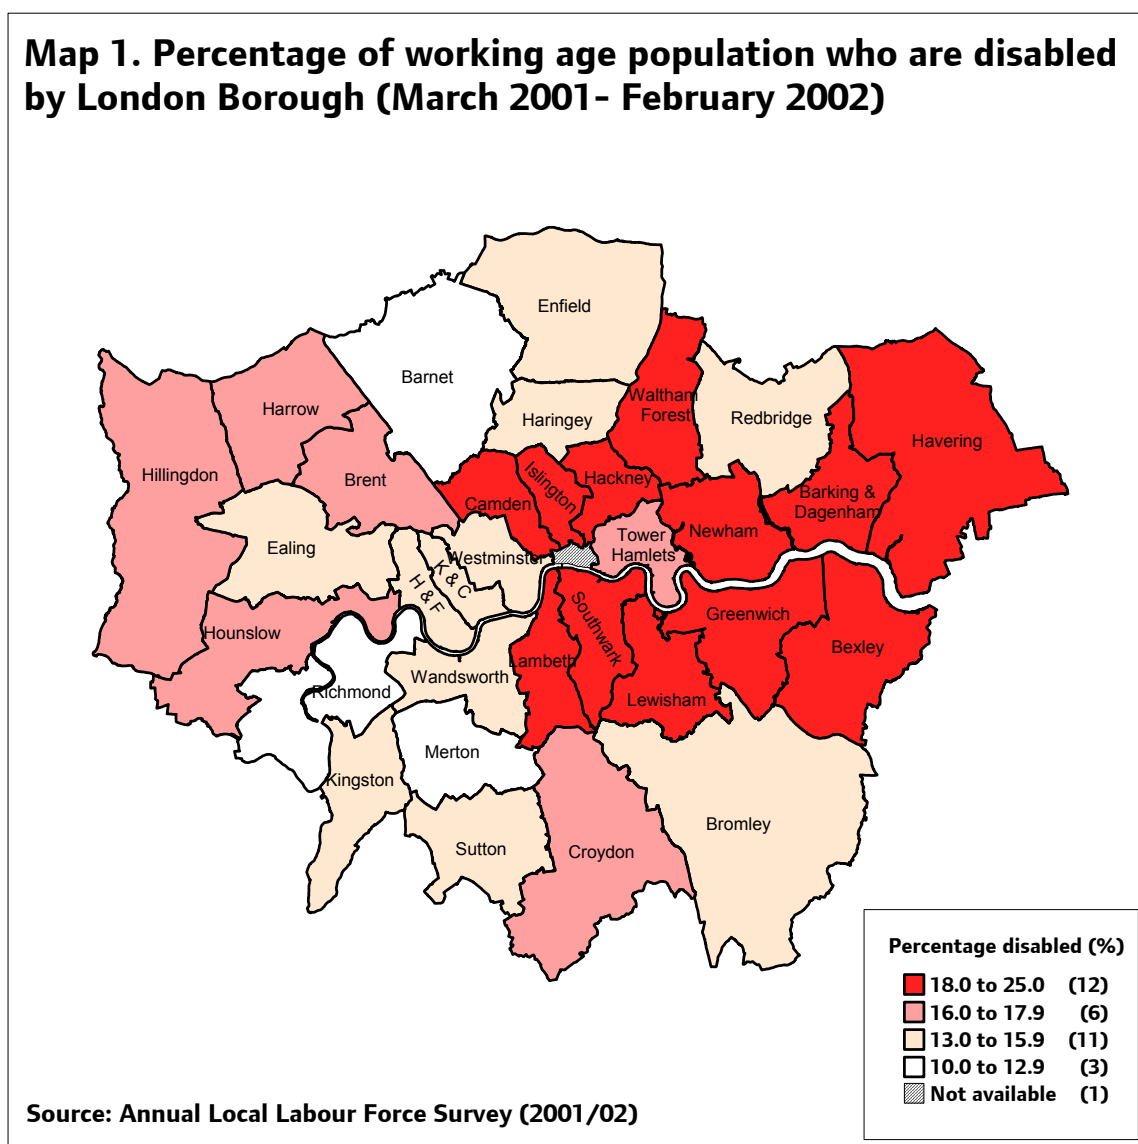 Map 1. Percentage of working age population who are disabled
by London Borough (March 2001- February 2002)
Enfield
Barnet
Harrow
Waltham
Forest
Haringey
Redbridge
Havering
Hillingdon
Brent
Camden
Islington
Hackney
Barking &
Dagenham
Newham
Ealing
Westminster
Tower
Hamlets
K & C
H & F
Hounslow
Southwark
Greenwich
Bexley
Richmond
Wandsworth
Lambeth
Lewisham
Merton
Kingston
Sutton
Croydon
Bromley
Percentage disabled (%)
18.0 to 25.0 (12)
16.0 to 17.9 (6)
13.0 to 15.9 (11)
10.0 to 12.9 (3)
Not available (1)
Source: Annual Local Labour Force Survey (2001/02)